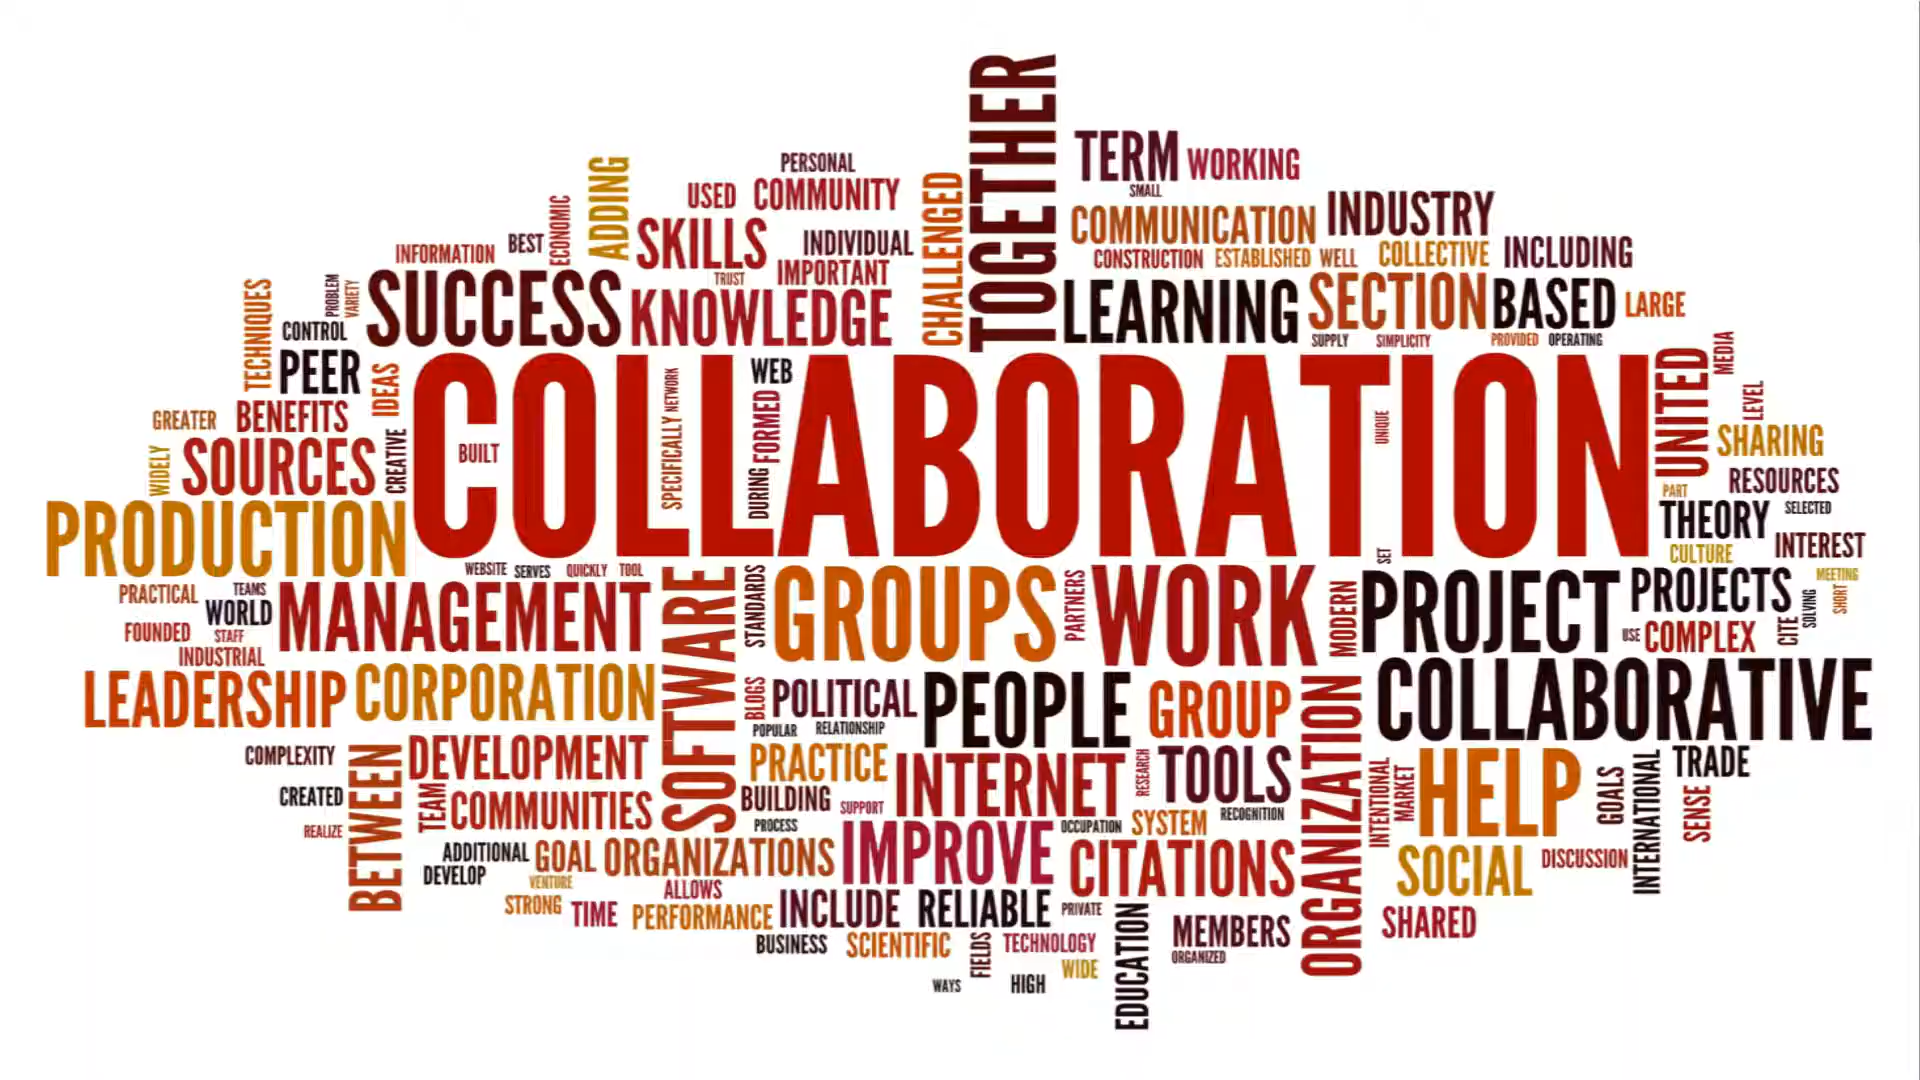 TOGETHER
TERM
WORKING
PERSONAL
SMALL
ADDING
USED
COMMUNITY
CHALLENGED
INDUSTRY
ECONOMIC
COMMUNICATION
SKILLS
INDIVIDUAL
BEST
INFORMATION
CONSTRUCTION
ESTABLISHED
WELL
COLLECTIVE
INCLUDING
TRUST
IMPORTANT
TECHNIQUES
PROBLEM
VARIETY
SUCCESS
KNOWLEDGE
LEARNING
SECTION
BASED
LARGE
CONTROL
SUPPLY
SIMPLICITY
PROVIDED
OPERATING
PEER
IDEAS
COLLABORATION
WEB
NETWORK
SPECIFICALLY
FORMED
DURING
BUILT
UNIQUE
UNITED
MEDIA
LEVEL
GREATER
BENEFITS
CREATIVE
SHARING
WIDELY
SOURCES
PART
RESOURCES
SELECTED
PRODUCTION
THEORY
CULTURE
INTEREST
SET
WEBSITE
SERVES
QUICKLY
TOOL
MEETING
SHORT
PRACTICAL
TEAMS
WORLD
MANAGEMENT
SOFTWARE
STANDARDS
GROUPS
PARTNERS
WORK
MODERN
PROJECT
PROJECTS
SOLVING
FOUNDED
STAFF
USE
COMPLEX
CITE
INDUSTRIAL
LEADERSHIP
CORPORATION
BLOGS
POLITICAL
PEOPLE
GROUP
ORGANIZATION
COLLABORATIVE
POPULAR
RELATIONSHIP
COMPLEXITY
BETWEEN
DEVELOPMENT
PRACTICE
INTERNET
RESEARCH
TOOLS
INTENTIONAL
MARKET
HELP
GOALS
INTERNATIONAL
TRADE
CREATED
TEAM
COMMUNITIES
BUILDING
SUPPORT
SENSE
REALIZE
PROCESS
IMPROVE
OCCUPATION
SYSTEM
RECOGNITION
ADDITIONAL
GOAL
ORGANIZATIONS
CITATIONS
SOCIAL
DISCUSSION
DEVELOP
VENTURE
ALLOWS
STRONG
TIME
PERFORMANCE
INCLUDE
RELIABLE
PRIVATE
EDUCATION
MEMBERS
SHARED
BUSINESS
SCIENTIFIC
FIELDS
TECHNOLOGY
ORGANIZED
WIDE
WAYS
HIGH